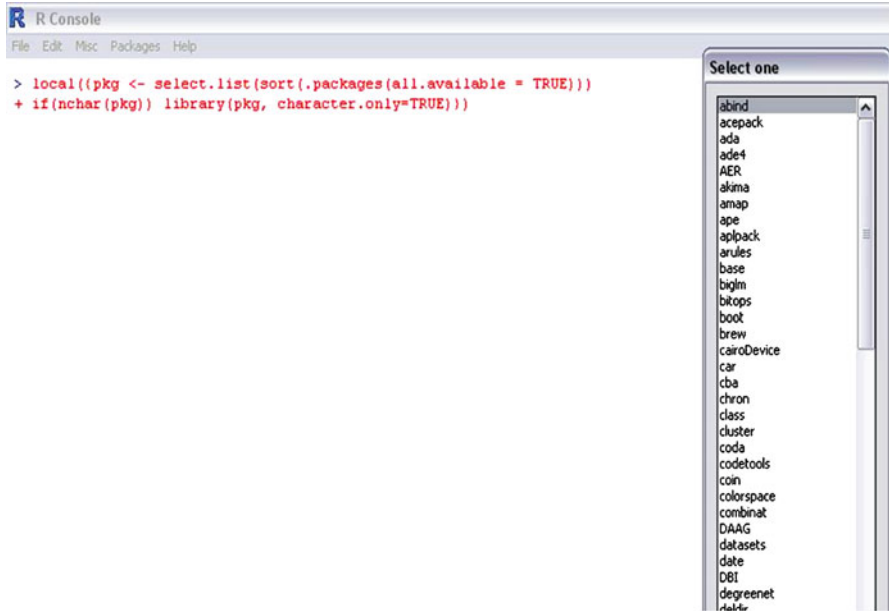 R R Console
File Edit Misc Packages Help
> local((pkg <- select.list(sort(.packages(all.available = TRUE)))
+ if(nchar(pkg)) library(pkg, character.only=TRUE)))
Select one
abind
acepack
ada
ade4
AER
akima
amap
ape
aplpack
arules
base
biglm
bitops
boot
brew
cairoDevice
car
cba
chron
class
cluster
coda
codetools
coin
colorspace
combinat
DAAG
datasets
date
DBI
degreenet
deldir